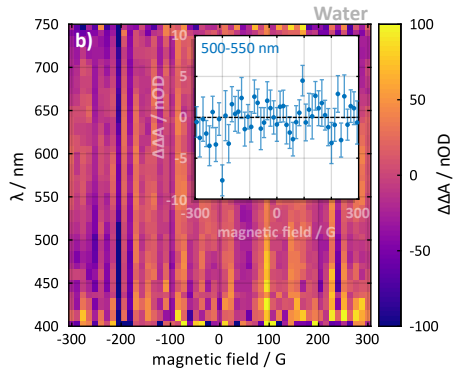 Water
750
700
650
600
550
500
450
400
λ / nm
b)
500-550 nm
10
5
0
-5
-10
ΔΔA / nOD
-300 0 300
magnetic field / G
-300 -200 -100 0 100 200 300
magnetic field / G
100
50
0
-50
-100
ΔΔA / nOD